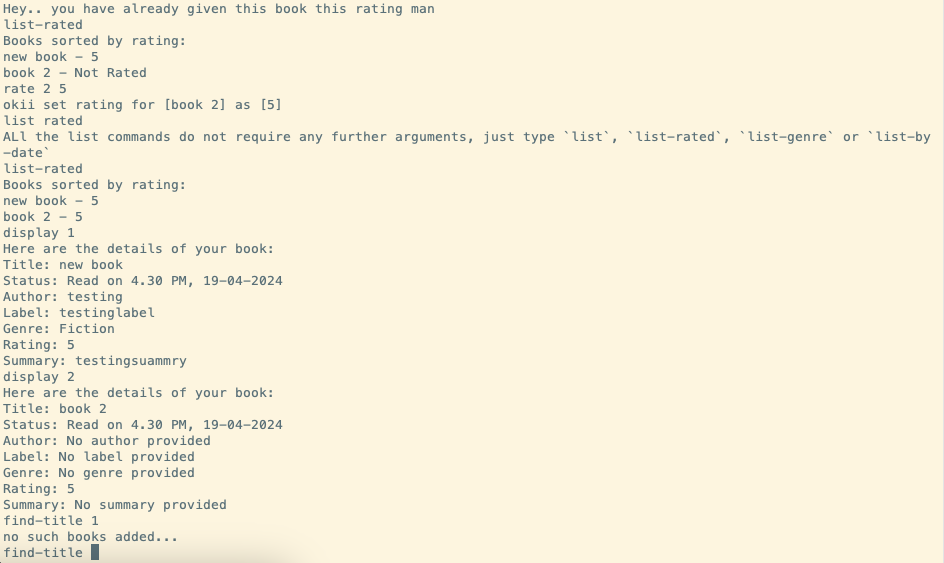 Hey.. you have already given this book this rating man
list-rated
Books sorted by rating:
new book - 5
book 2 - Not Rated
rate 2 5
okii set rating for [book 2] as [5]
list rated
ALl the list commands do not require any further arguments, just type `list`, `list-rated`, `list-genre` or `list-by
-date`
list-rated
Books sorted by rating:
new book - 5
book 2 - 5
display 1
Here are the details of your book:
Title: new book
Status: Read on 4.30 PM, 19-04-2024
Author: testing
Label: testinglabel
Genre: Fiction
Rating: 5
Summary: testingsuammry
display 2
Here are the details of your book:
Title: book 2
Status: Read on 4.30 PM, 19-04-2024
Author: No author provided
Label: No label provided
Genre: No genre provided
Rating: 5
Summary: No summary provided
find-title 1
no such books added...
find-title